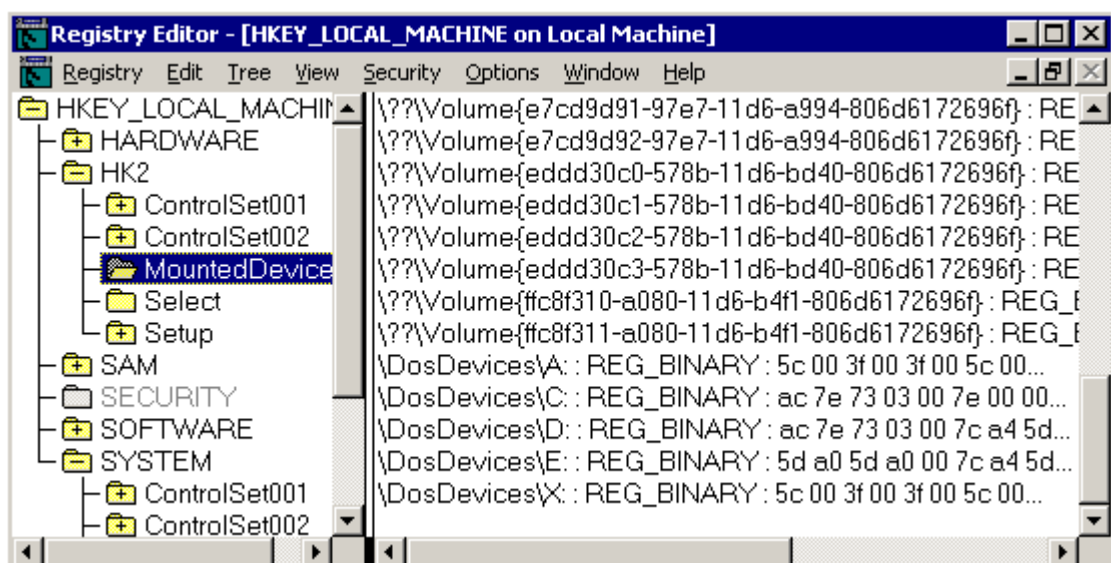 Registry Editor - [HKEY_LOCAL_MACHINE on Local Machine]
Registry Edit Tree View Security Options Window Help
HKEY_LOCAL_MACHIN
HARDWARE
HK2
ControlSet001
ControlSet002
MountedDevice
Select
Setup
SAM
SECURITY
SOFTWARE
SYSTEM
ControlSet001
ControlSet002
\??\Volume{e7cd9d91-97e7-11d6-a994-806d6172696f} : RE
\??\Volume{e7cd9d92-97e7-11d6-a994-806d6172696f} : RE
\??\Volume{eddd30c0-578b-11d6-bd40-806d6172696f} : RE
\??\Volume{eddd30c1-578b-11d6-bd40-806d6172696f} : RE
\??\Volume{eddd30c2-578b-11d6-bd40-806d6172696f} : RE
\??\Volume{eddd30c3-578b-11d6-bd40-806d6172696f} : RE
\??\Volume{ffc8f310-a080-11d6-b4f1-806d6172696f} : REG_B
\??\Volume{ffc8f311-a080-11d6-b4f1-806d6172696f} : REG_B
\DosDevices\A: : REG_BINARY : 5c 00 3f 00 3f 00 5c 00...
\DosDevices\C: : REG_BINARY : ac 7e 73 03 00 7e 00 00...
\DosDevices\D: : REG_BINARY : ac 7e 73 03 00 7c a4 5d...
\DosDevices\E: : REG_BINARY : 5d a0 5d a0 00 7c a4 5d...
\DosDevices\X: : REG_BINARY : 5c 00 3f 00 3f 00 5c 00...